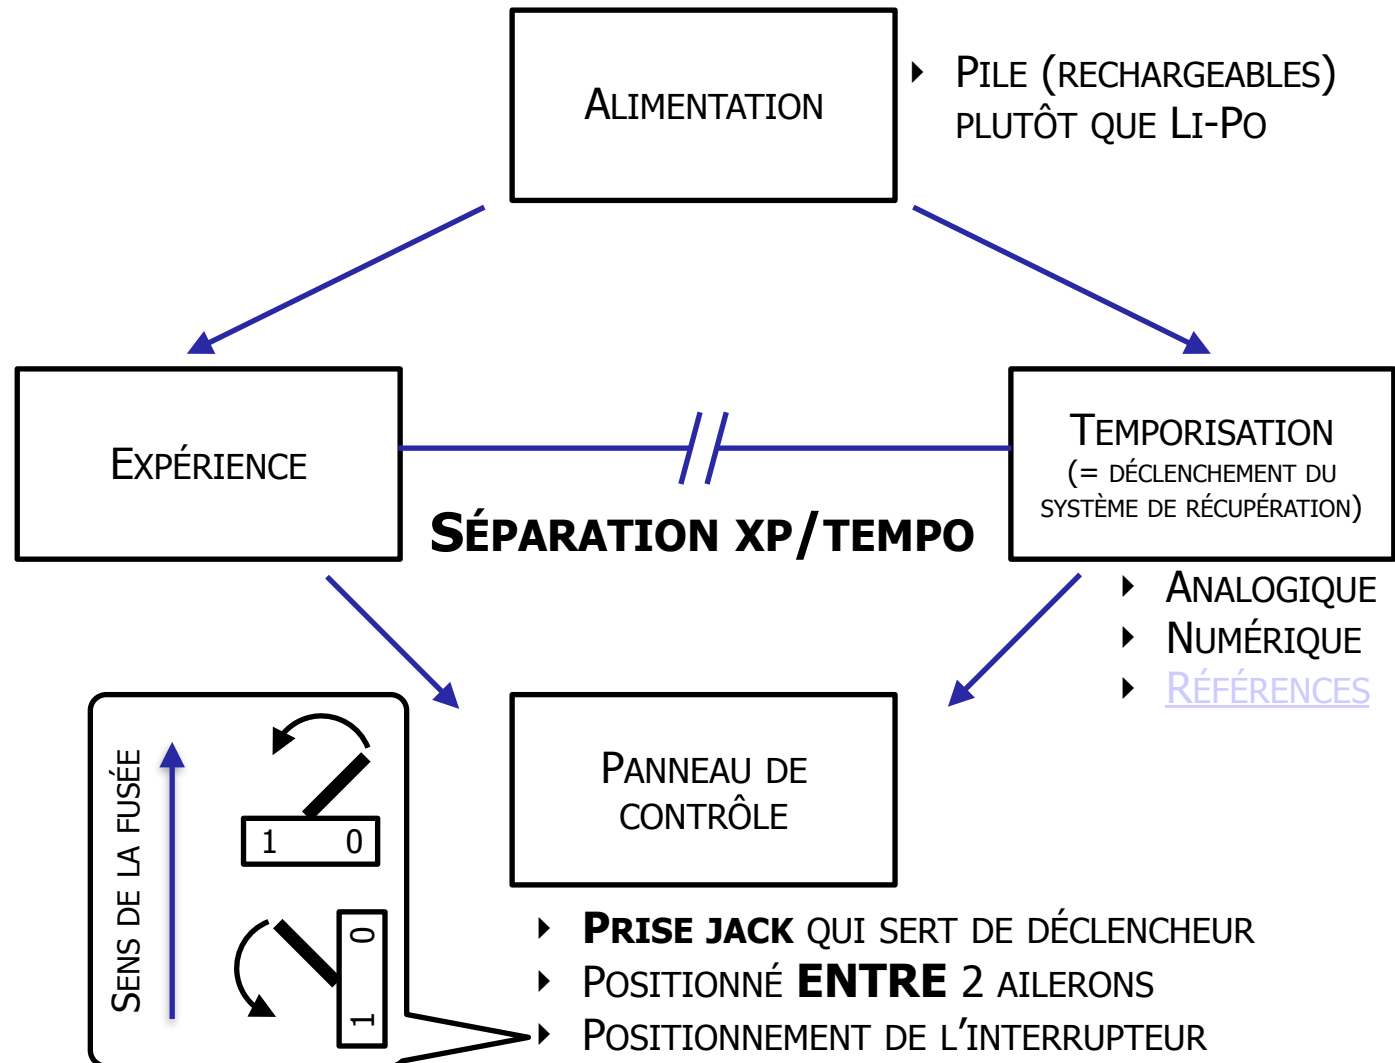 Alimentation
Pile (rechargeables)
plutôt que Li-Po
Expérience
Temporisation
(= déclenchement du
système de récupération)
Séparation xp/tempo
Analogique
Numérique
Références
Sens de la fusée
1 0
1 0
Panneau de
contrôle
Prise jack qui sert de déclencheur
Positionné ENTRE 2 ailerons
Positionnement de l'interrupteur